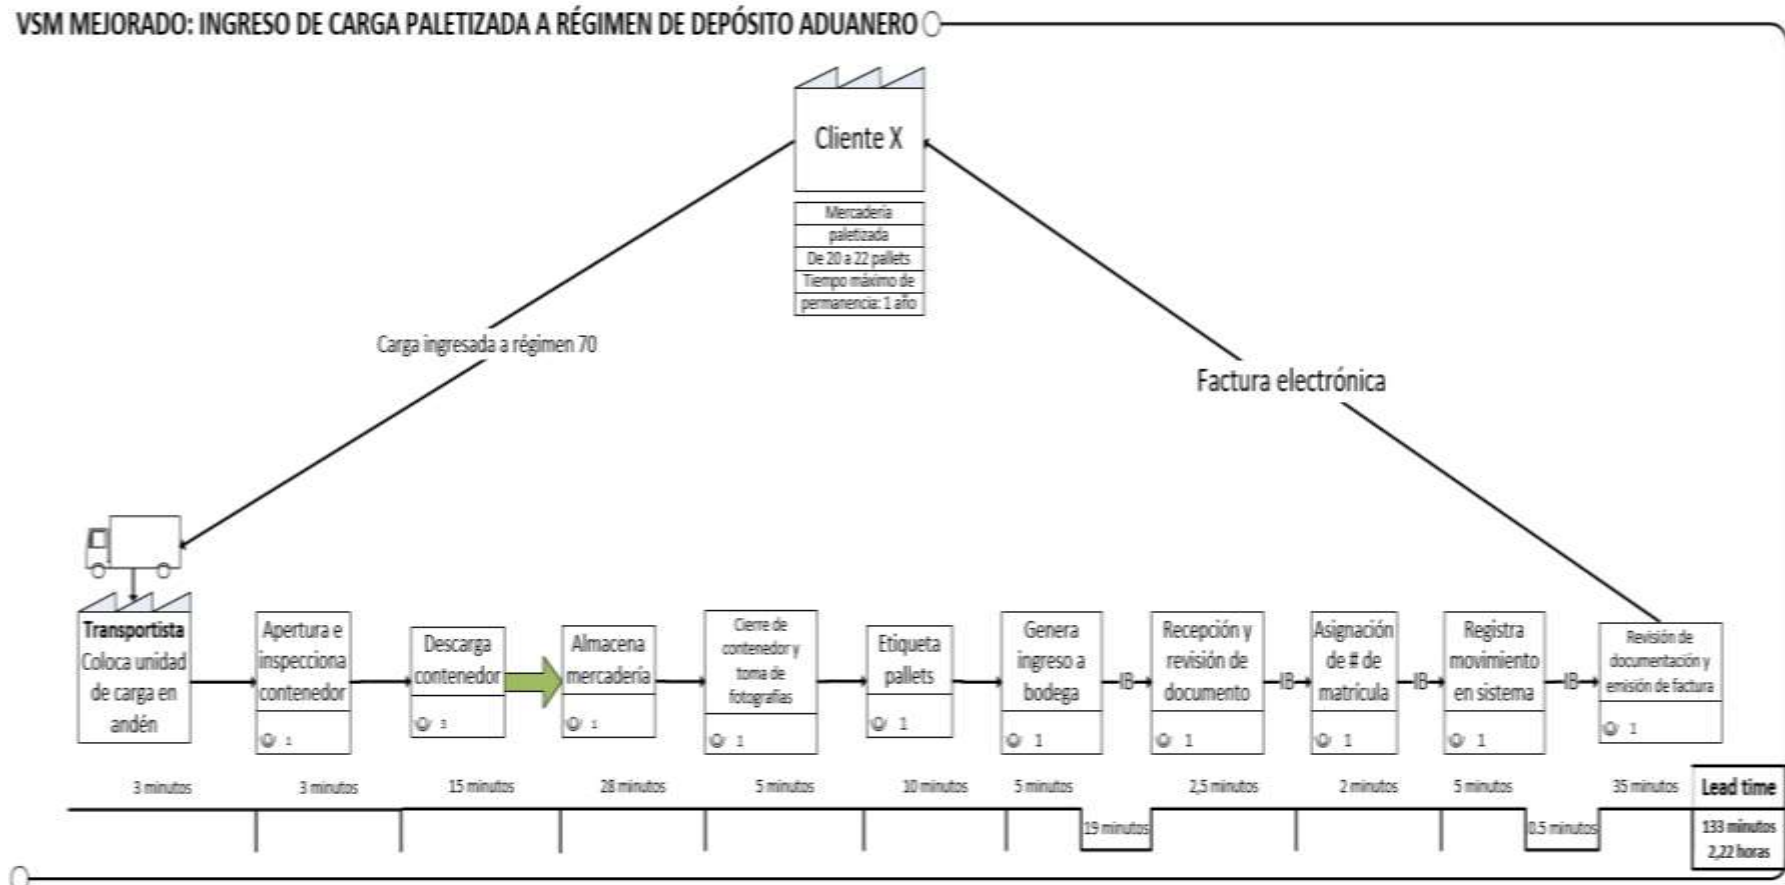 VSM MEJORADO: INGRESO DE CARGA PALETIZADA A RÉGIMEN DE DEPÓSITO ADUANERO
Cliente X
Mercadería
paletizada
De 20 a 22 pallets
Tiempo máximo de
permanencia: 1 año
Carga ingresada a régimen 70
Factura electrónica
Transportista
Coloca unidad
de carga en
andén
Apertura e
inspecciona
contenedor
1
Descarga
contenedor
3
Almacena
mercadería
1
Cierre de
contenedor y
toma de
fotografías
1
Etiqueta
pallets
1
Genera
ingreso a
bodega
1
IB
Recepción y
revisión de
documento
1
IB
Asignación
de # de
matrícula
1
IB
Registra
movimiento
en sistema
1
IB
Revisión de
documentación y
emisión de factura
1
3 minutos
3 minutos
15 minutos
28 minutos
5 minutos
10 minutos
5 minutos
19 minutos
2,5 minutos
2 minutos
5 minutos
0.5 minutos
35 minutos
Lead time
133 minutos
2,22 horas